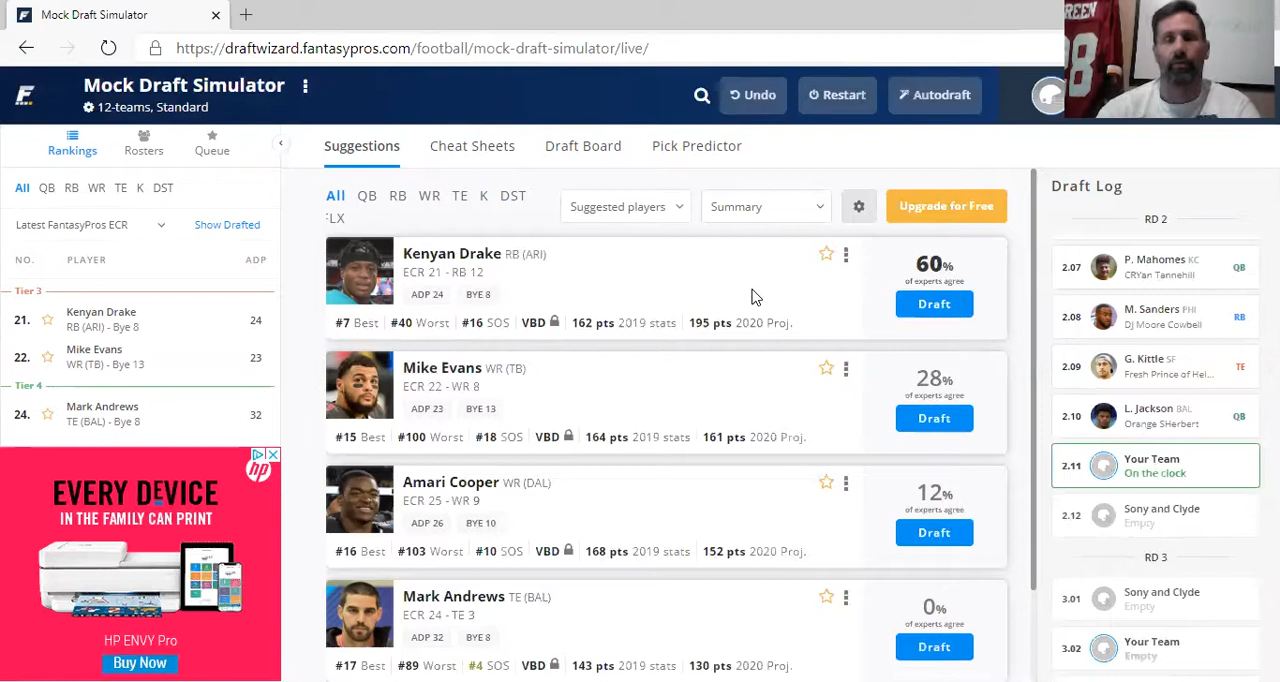 Mock Draft Simulator
https://draftwizard.fantasypros.com/football/mock-draft-simulator/live/
REEN
F
Mock Draft Simulator
12-teams, Standard
Undo
Restart
Autodraft
Rankings
Rosters
Queue
All QB RB WR TE K DST
Latest FantasyPros ECR
Show Drafted
NO. PLAYER ADP
Tier 3
21. Kenyan Drake 24
RB (ARI) - Bye 8
22. Mike Evans 23
WR (TB) - Bye 13
Tier 4
24. Mark Andrews 32
TE (BAL) - Bye 8
hp
EVERY DEVICE
IN THE FAMILY CAN PRINT
HP ENVY Pro
Buy Now
Suggestions
Cheat Sheets
Draft Board
Pick Predictor
All QB RB WR TE K DST
FLX
Suggested players
Summary
Upgrade for Free
Kenyan Drake RB (ARI)
ECR 21 - RB 12
ADP 24 BYE 8
#7 Best #40 Worst #16 SOS VBD 162 pts 2019 stats 195 pts 2020 Proj.
60%
of experts agree
Draft
Mike Evans WR (TB)
ECR 22 - WR 8
ADP 23 BYE 13
#15 Best #100 Worst #18 SOS VBD 164 pts 2019 stats 161 pts 2020 Proj.
28%
of experts agree
Draft
Amari Cooper WR (DAL)
ECR 25 - WR 9
ADP 26 BYE 10
#16 Best #103 Worst #10 SOS VBD 168 pts 2019 stats 152 pts 2020 Proj.
12%
of experts agree
Draft
Mark Andrews TE (BAL)
ECR 24 - TE 3
ADP 32 BYE 8
#17 Best #89 Worst #4 SOS VBD 143 pts 2019 stats 130 pts 2020 Proj.
0%
of experts agree
Draft
Draft Log
RD 2
2.07 P. Mahomes KC QB
CRyan Tannehill
2.08 M. Sanders PHI RB
DJ Moore Cowbell
2.09 G. Kittle SF TE
Fresh Prince of Hel...
2.10 L. Jackson BAL QB
Orange SHerbert
2.11 Your Team
On the clock
2.12 Sony and Clyde
Empty
RD 3
3.01 Sony and Clyde
Empty
3.02 Your Team
Empty